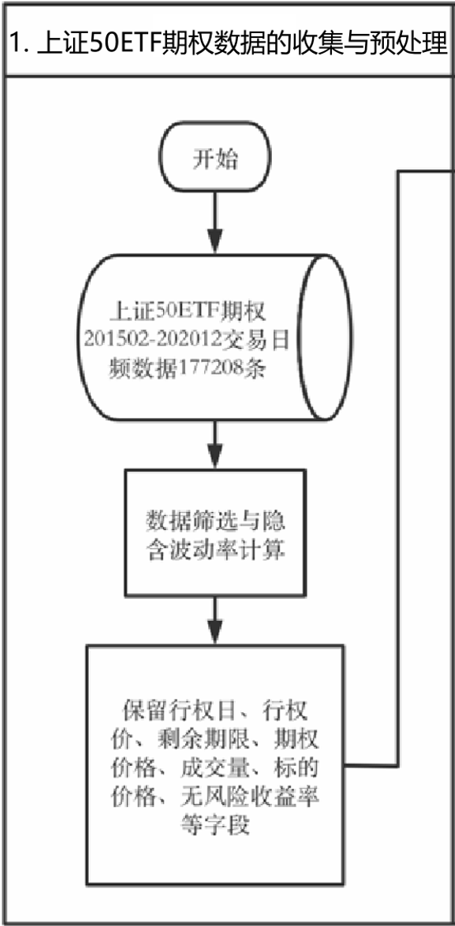 1. 上证50ETF期权数据的收集与预处理
开始
上证50ETF期权
201502-202012交易日
频数据177208条
数据筛选与隐
含波动率计算
保留行权日、行权
价、剩余期限、期权
价格、成交量、标的
价格、无风险收益率
等字段